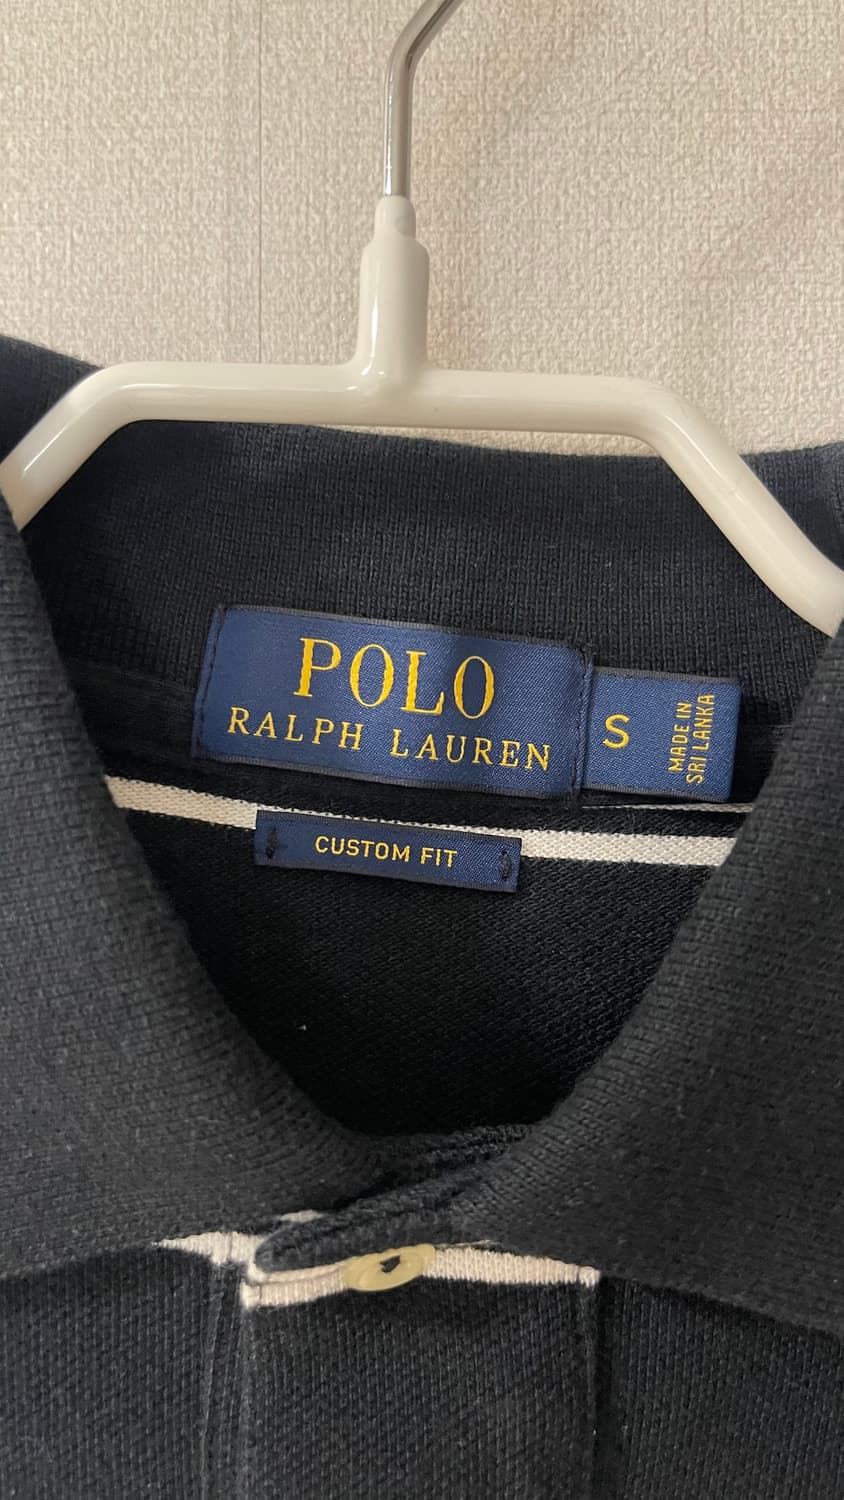 POLO
RALPH LAUREN
S
MADE IN
SRI LANKA
CUSTOM FIT